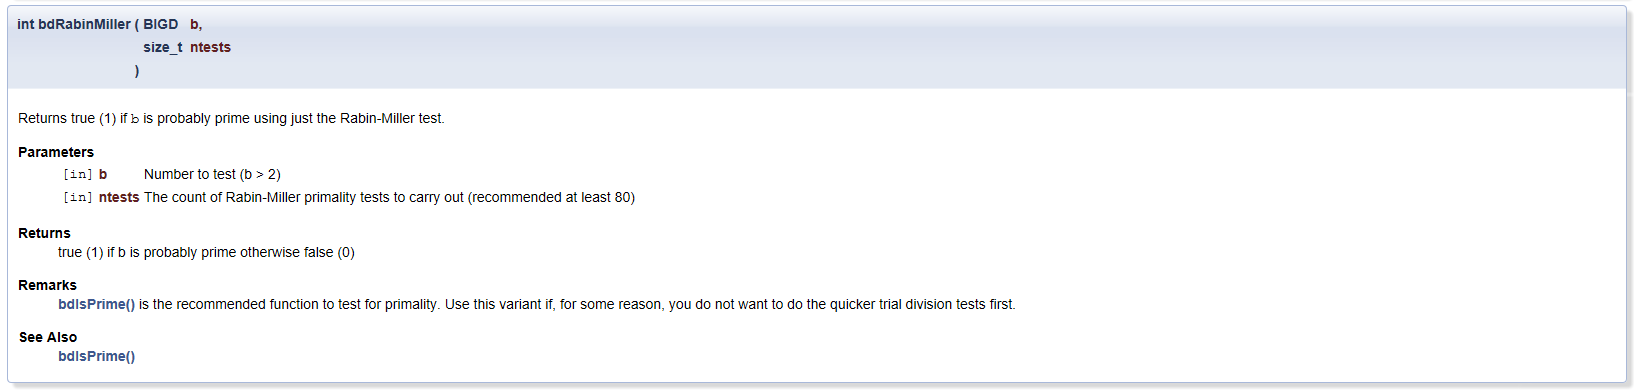 int bdRabinMiller ( BIGD b,
size_t ntests
)
Returns true (1) if b is probably prime using just the Rabin-Miller test.
Parameters
[in] b Number to test (b > 2)
[in] ntests The count of Rabin-Miller primality tests to carry out (recommended at least 80)
Returns
true (1) if b is probably prime otherwise false (0)
Remarks
bdIsPrime() is the recommended function to test for primality. Use this variant if, for some reason, you do not want to do the quicker trial division tests first.
See Also
bdIsPrime()